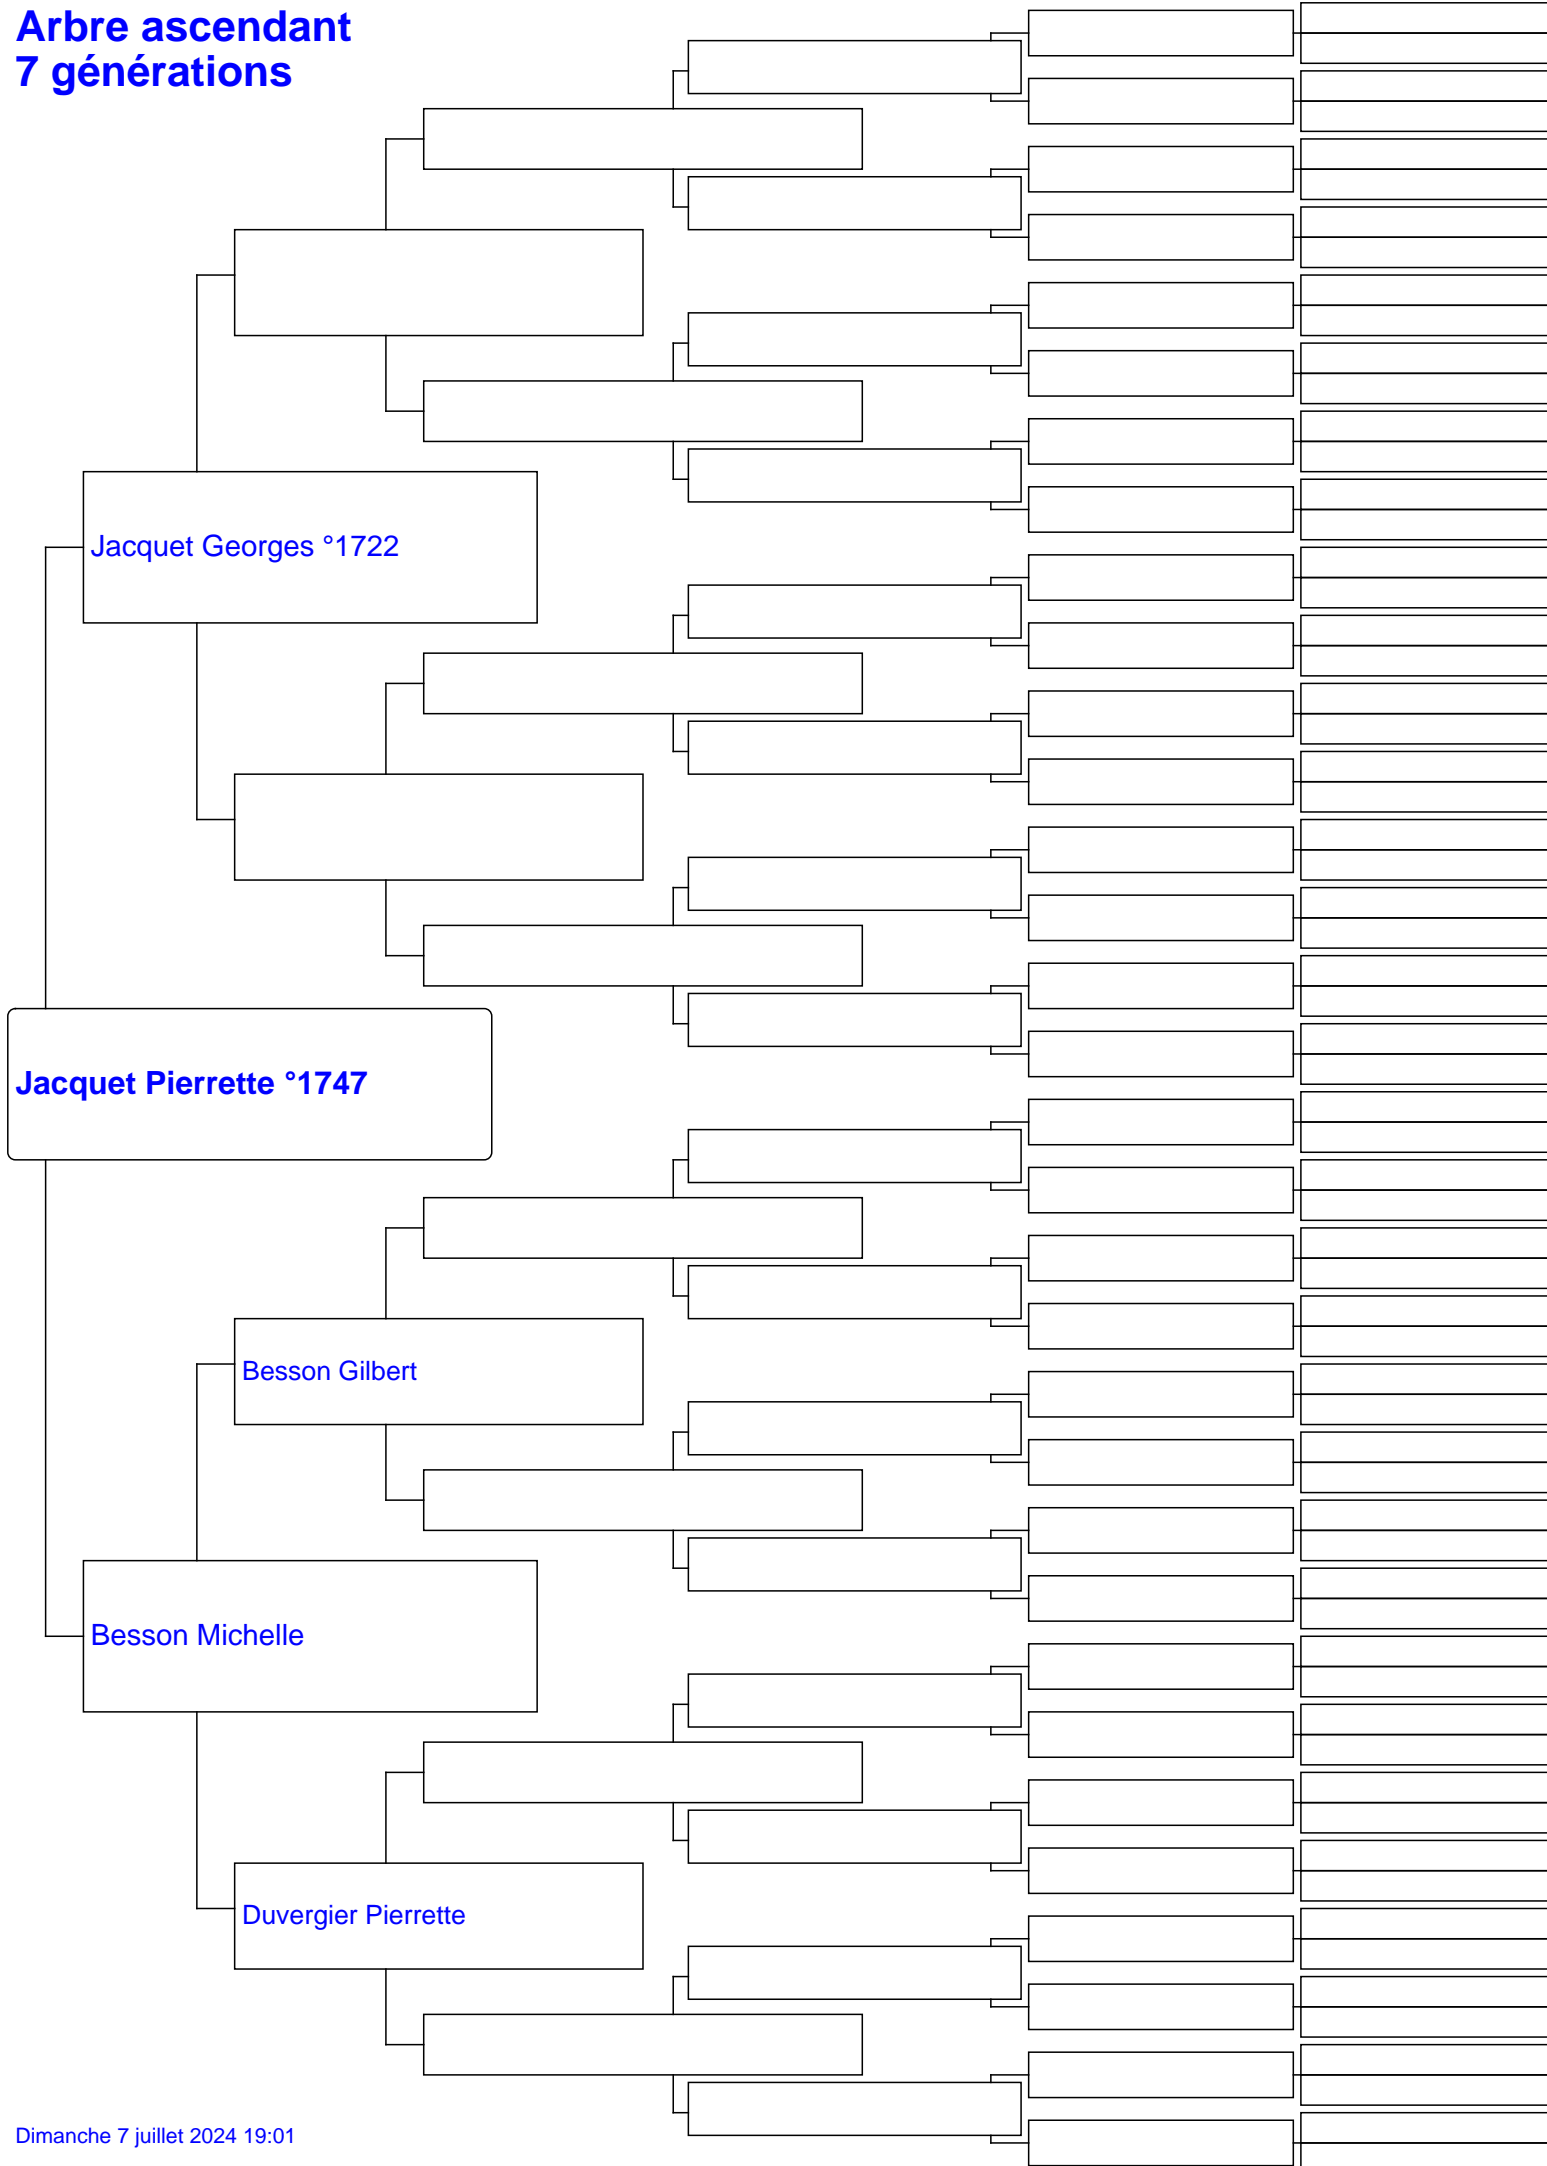 Arbre ascendant
7 générations
Jacquet Georges °1722
Jacquet Pierrette °1747
Besson Gilbert
Besson Michelle
Duvergier Pierrette
Dimanche 7 juillet 2024 19:01